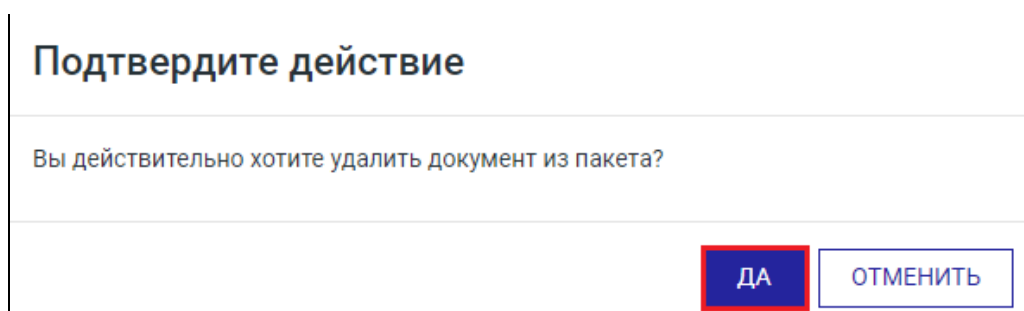 Подтвердите действие
Вы действительно хотите удалить документ из пакета?
ДА ОТМЕНИТЬ